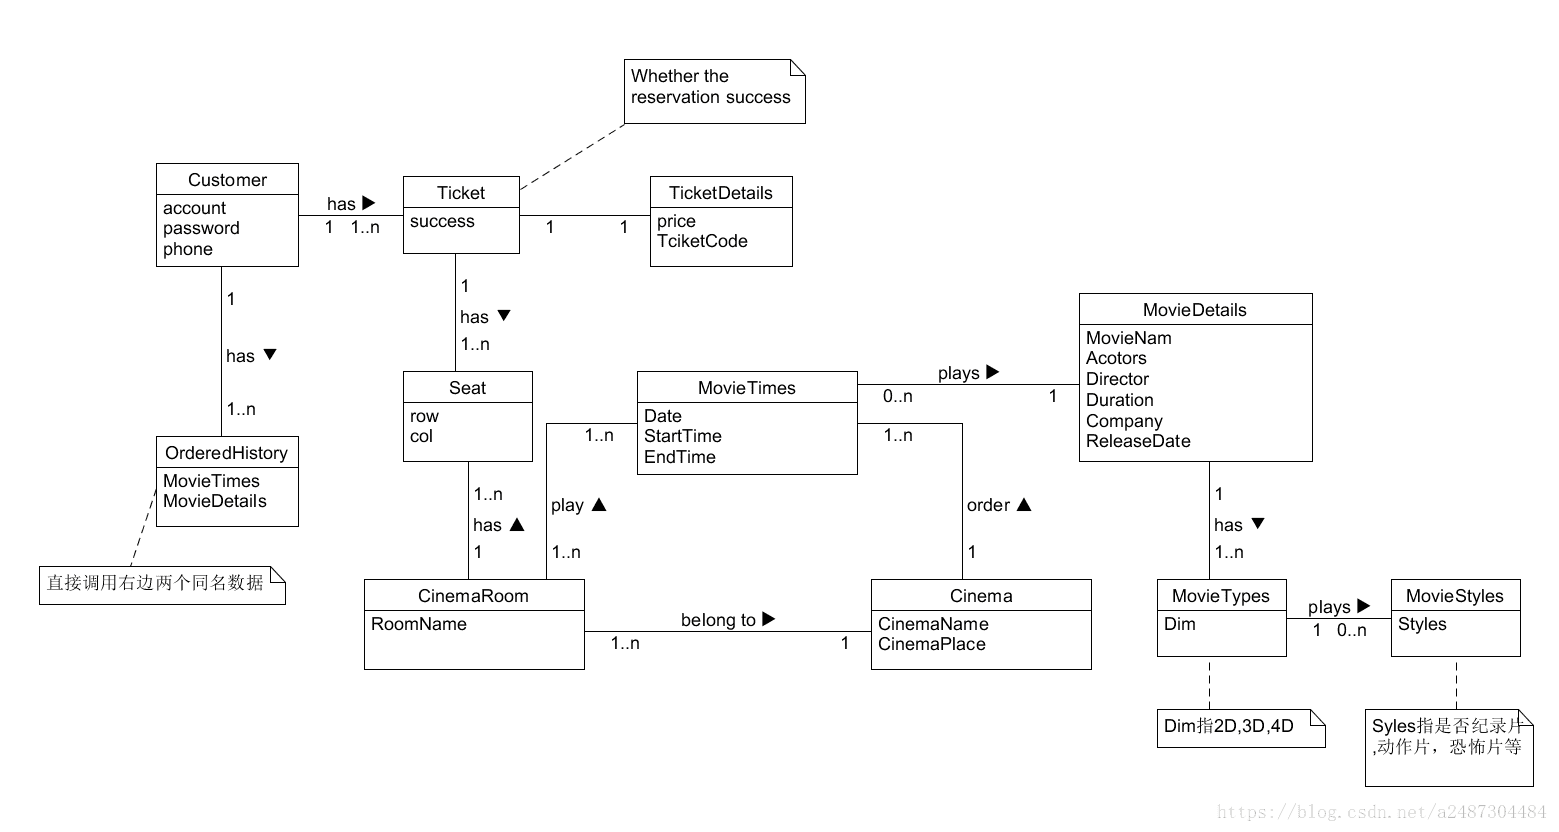 Whether the
reservation success
Customer
account
password
phone
has ▶
1 1..n
Ticket
success
1 1
TicketDetails
price
TciketCode
1
has ▼
1..n
1
has ▼
1..n
OrderedHistory
MovieTimes
MovieDetails
直接调用右边两个同名数据
Seat
row
col
MovieTimes
Date
StartTime
EndTime
plays ▶
0..n 1
MovieDetails
MovieNam
Acotors
Director
Duration
Company
ReleaseDate
1..n
has ▲
1
1..n
play ▲
1..n
1..n
order ▲
1
1
has ▼
1..n
CinemaRoom
RoomName
belong to ▶
1..n 1
Cinema
CinemaName
CinemaPlace
MovieTypes
Dim
plays ▶
1 0..n
MovieStyles
Styles
Dim指2D,3D,4D
Syles指是否纪录片
,动作片，恐怖片等
https://blog.csdn.net/a2487304484